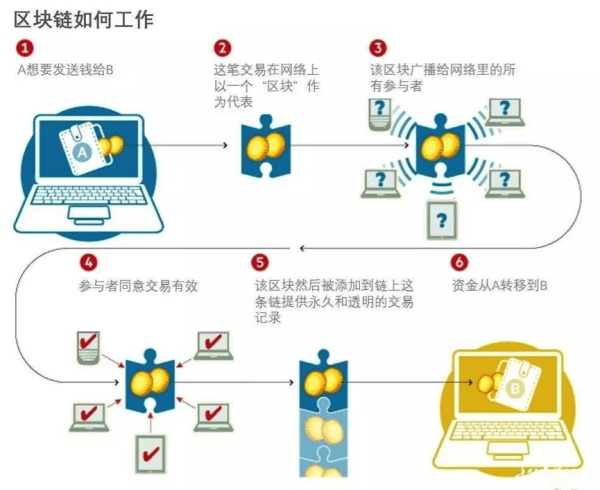 区块链如何工作
1
A想要发送钱给B
2
这笔交易在网络上
以一个“区块”作
为代表
3
该区块广播给网络里的所
有参与者
A
?
?
?
?
?
4
参与者同意交易有效
5
该区块然后被添加到链上这
条链提供永久和透明的交易
记录
6
资金从A转移到B
B